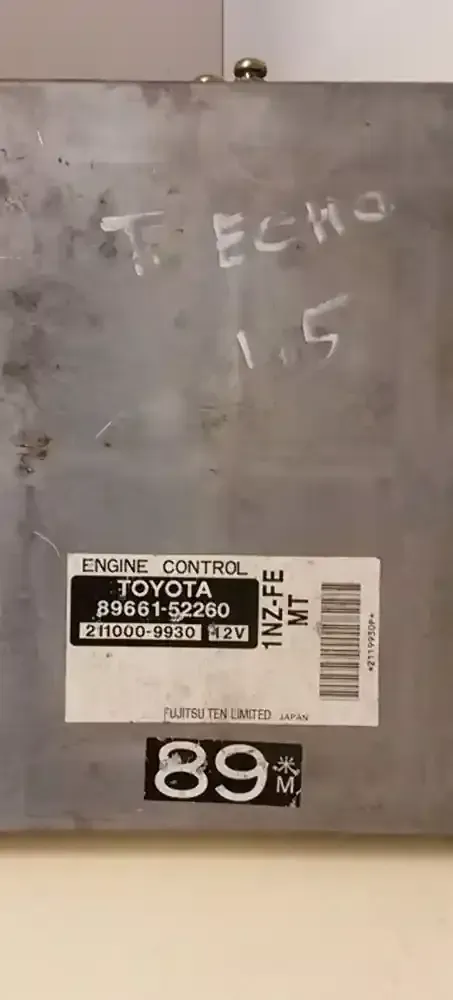 T. ECHO
1.5
ENGINE CONTROL
TOYOTA
89661-52260
211000-9930 12V
1NZ-FE
MT
*2119930P*
FUJITSU TEN LIMITED JAPAN
89
*
M